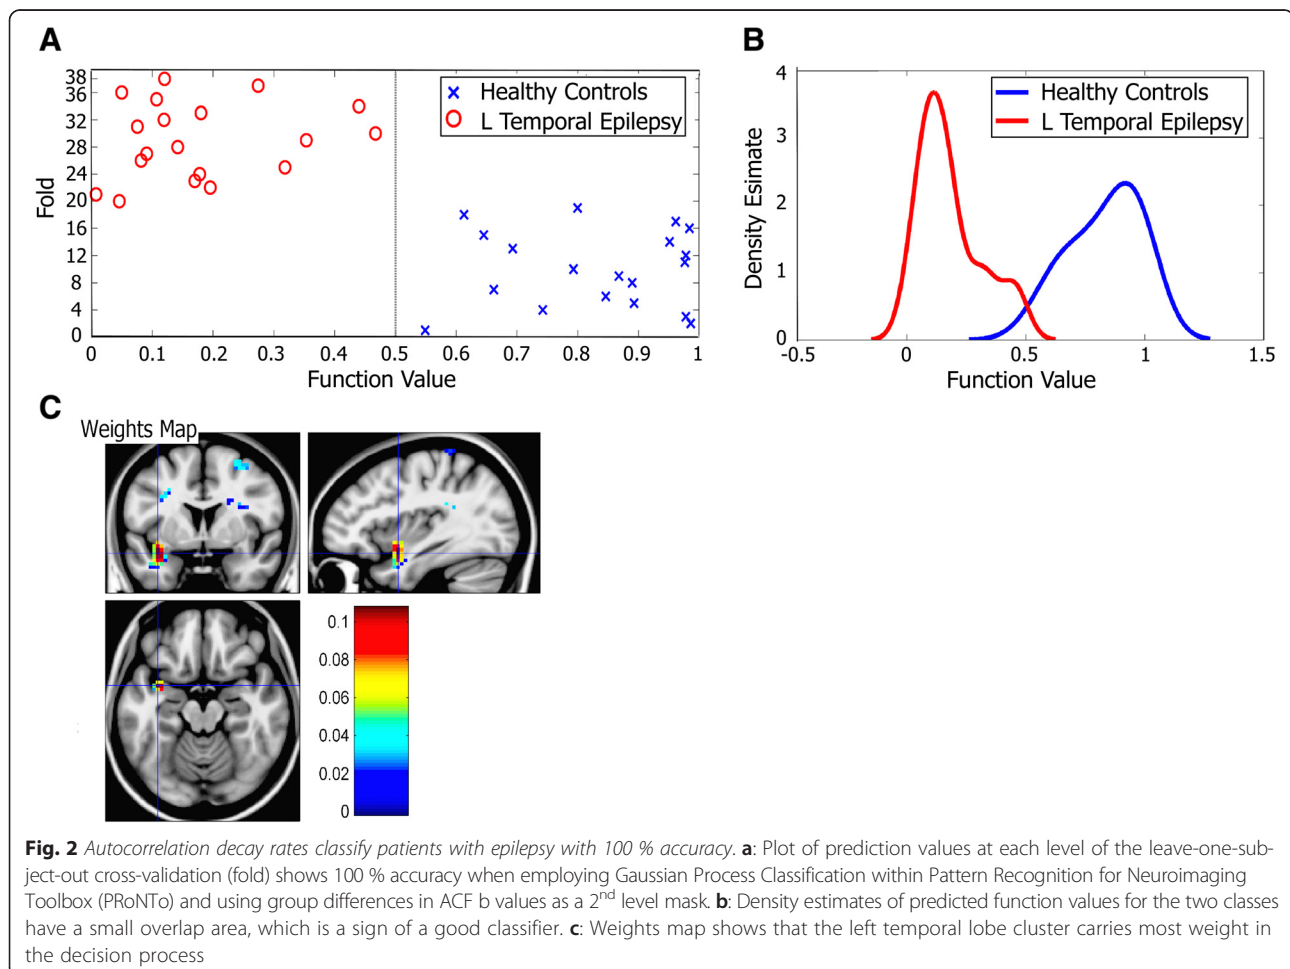 A
B
38
36
32
28
24
20
16
12
8
4
0
Fold
0 0.1 0.2 0.3 0.4 0.5 0.6 0.7 0.8 0.9 1
Function Value
Healthy Controls
L Temporal Epilepsy
4
3
2
1
0
Density Esimate
-0.5 0 0.5 1 1.5
Function Value
Healthy Controls
L Temporal Epilepsy
C
Weights Map
0.1
0.08
0.06
0.04
0.02
0
Fig. 2 Autocorrelation decay rates classify patients with epilepsy with 100 % accuracy. a: Plot of prediction values at each level of the leave-one-sub-
ject-out cross-validation (fold) shows 100 % accuracy when employing Gaussian Process Classification within Pattern Recognition for Neuroimaging
Toolbox (PRoNTo) and using group differences in ACF b values as a 2nd level mask. b: Density estimates of predicted function values for the two classes
have a small overlap area, which is a sign of a good classifier. c: Weights map shows that the left temporal lobe cluster carries most weight in
the decision process